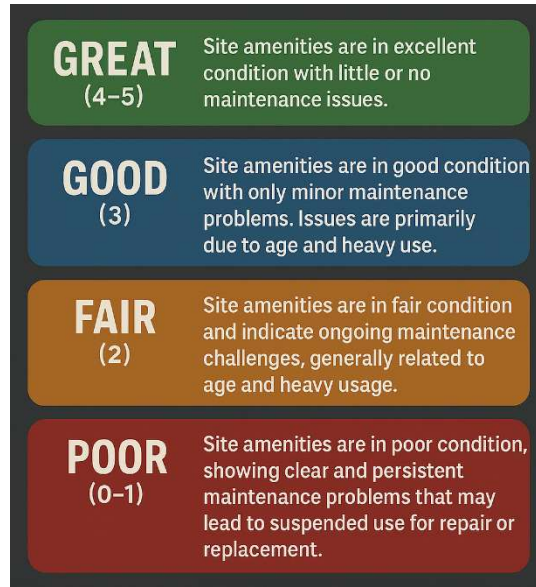 GREAT
(4–5)
Site amenities are in excellent
condition with little or no
maintenance issues.
GOOD
(3)
Site amenities are in good condition
with only minor maintenance
problems. Issues are primarily
due to age and heavy use.
FAIR
(2)
Site amenities are in fair condition
and indicate ongoing maintenance
challenges, generally related to
age and heavy usage.
POOR
(0–1)
Site amenities are in poor condition,
showing clear and persistent
maintenance problems that may
lead to suspended use for repair or
replacement.